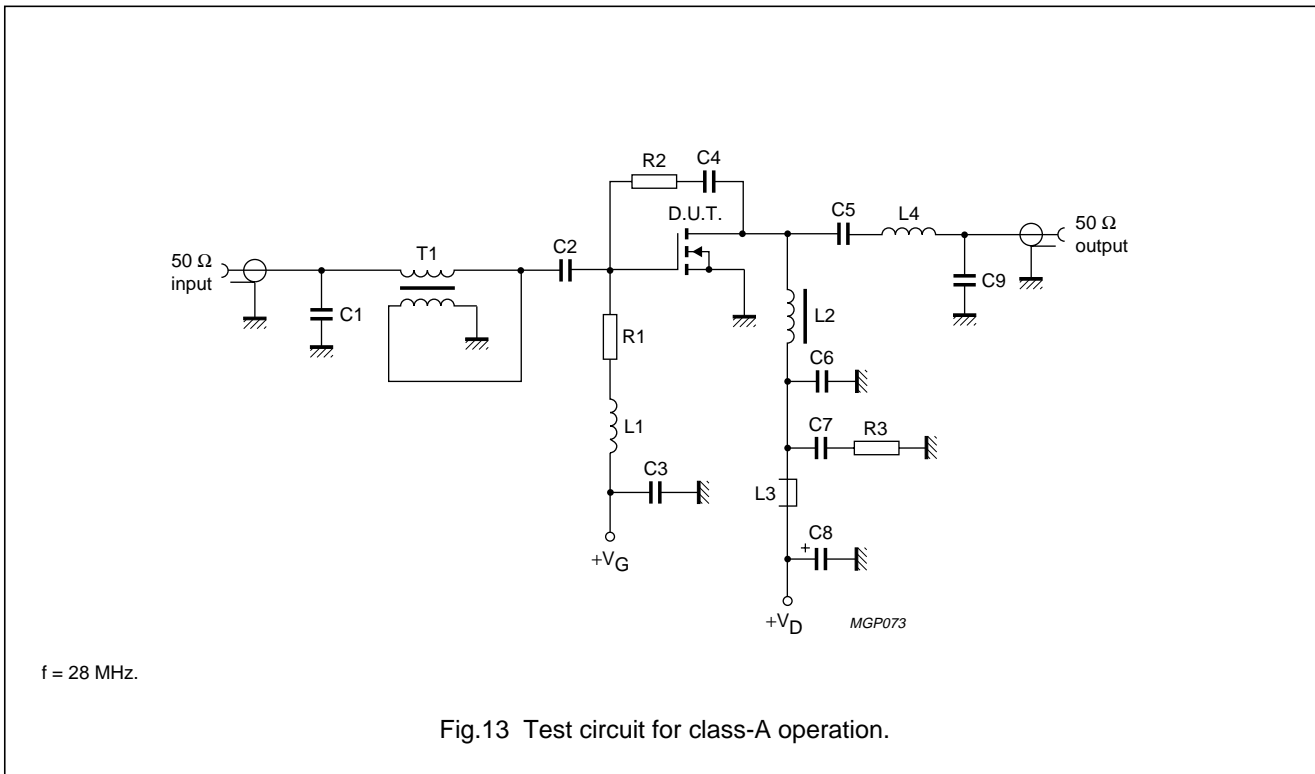 R2
C4
D.U.T.
C5
L4
50 Ω
output
C2
T1
50 Ω
input
C9
C1
L2
R1
C6
C7
R3
L1
C3
L3
+
C8
+VG
+VD
MGP073
f = 28 MHz.
Fig.13 Test circuit for class-A operation.